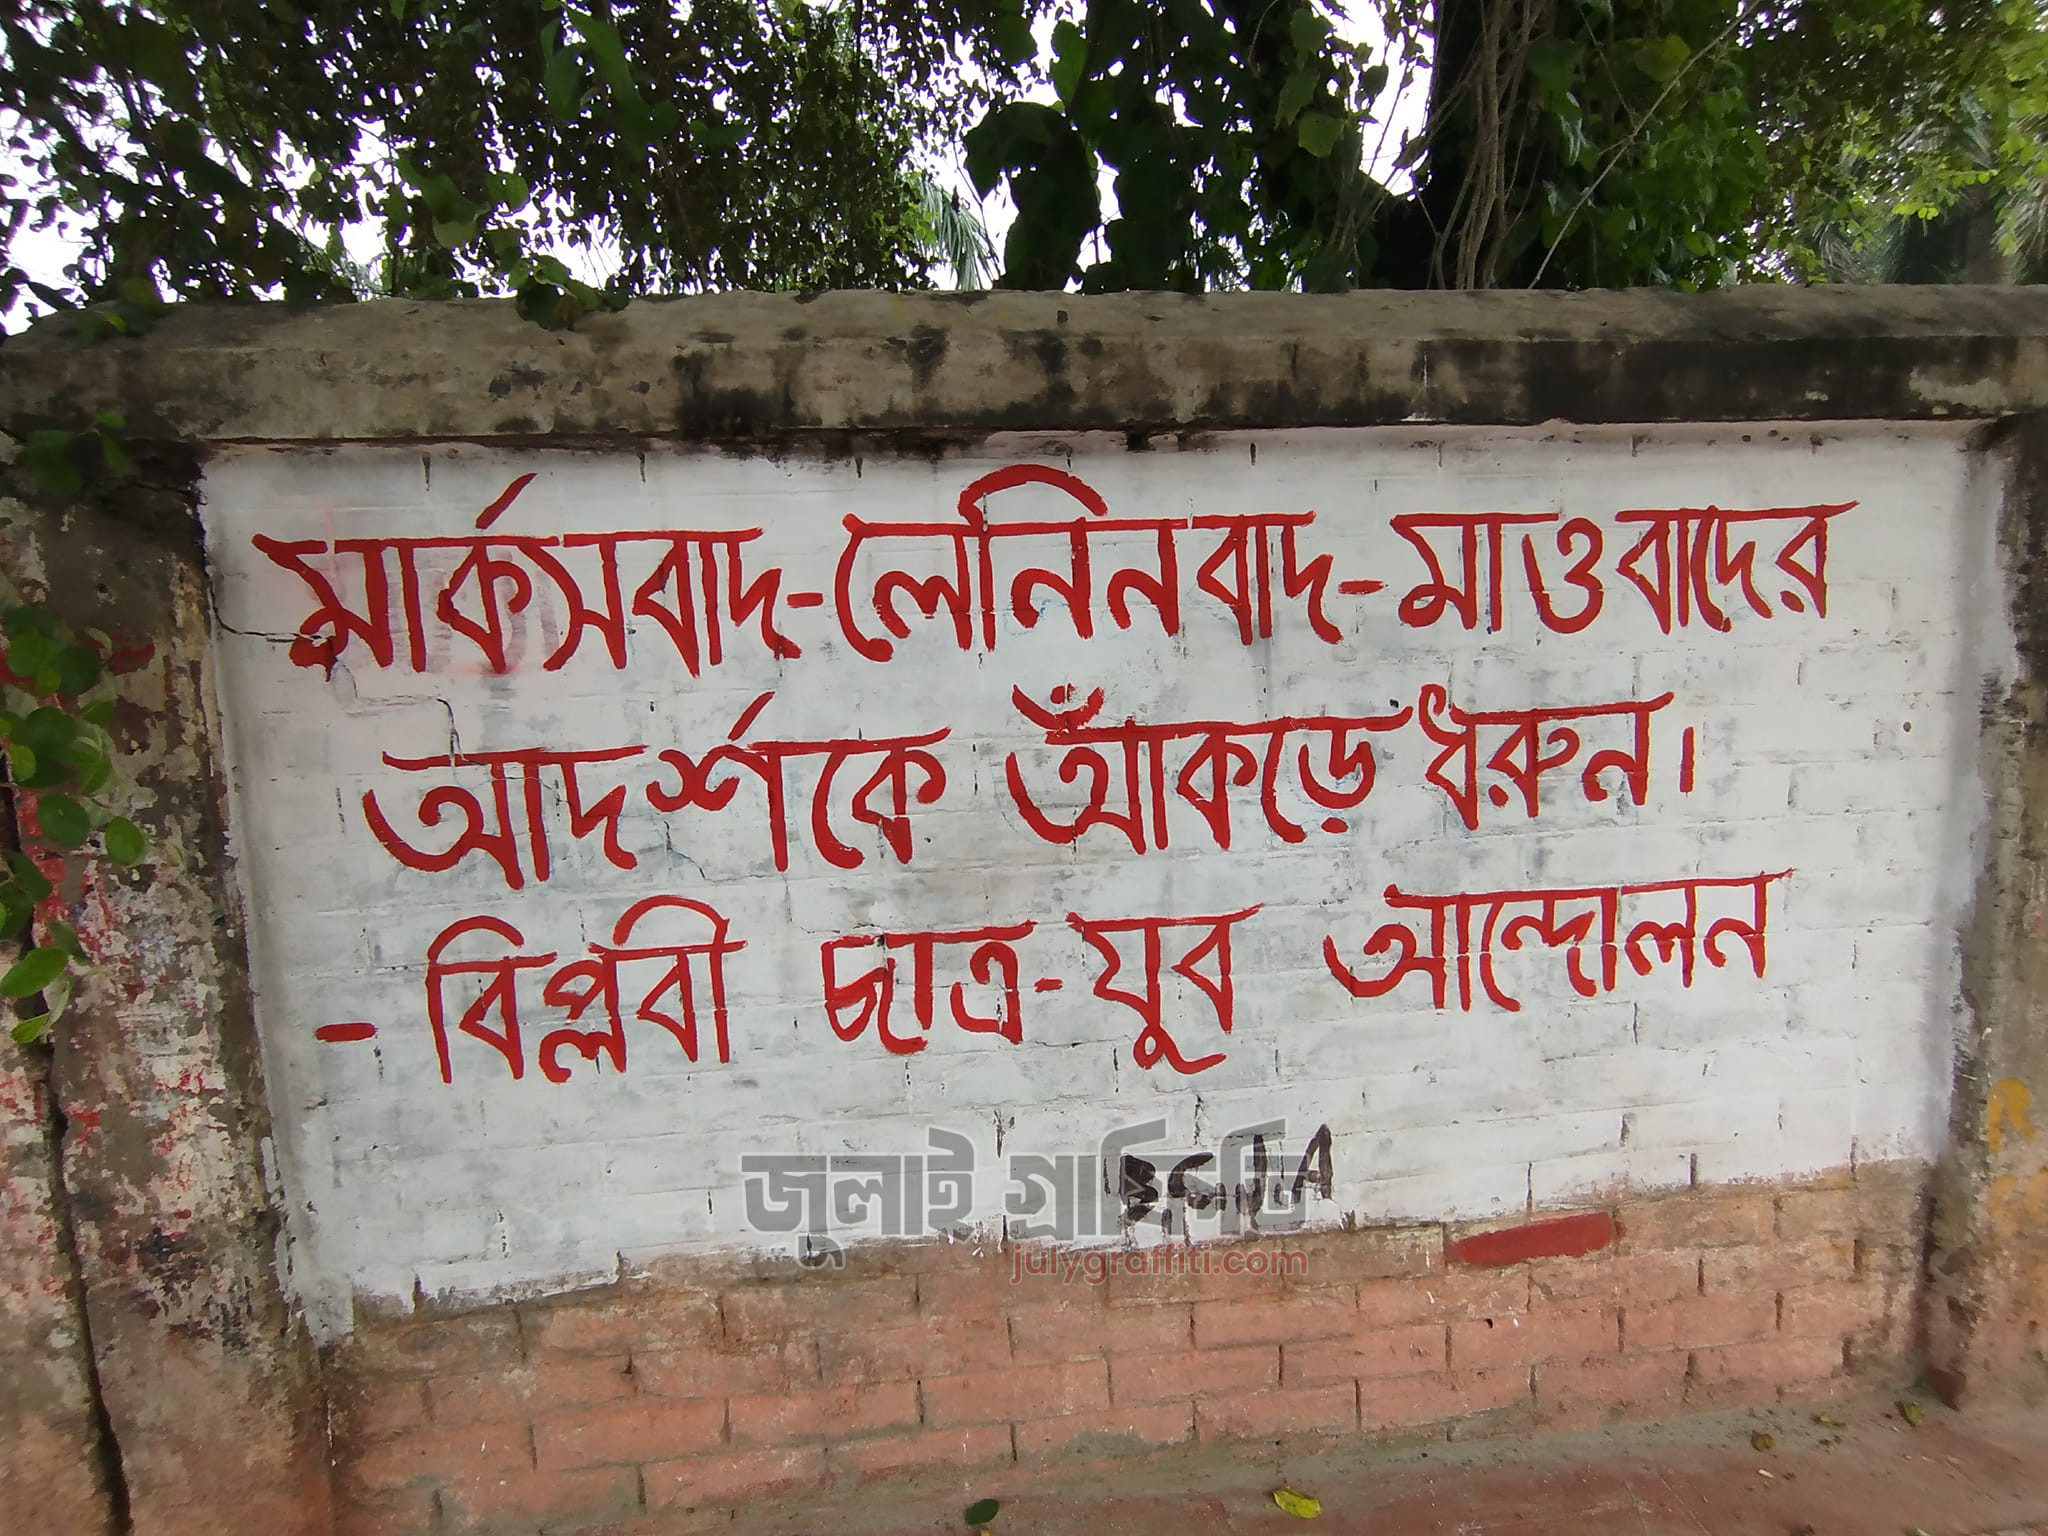 মার্কসবাদ-লেনিনবাদ-মাওবাদের
আদর্শকে আঁকড়ে ধরুন।
- বিপ্লবী ছাত্র-যুব আন্দোলন
জুলাই গ্রাফিতি
julygraffiti.com